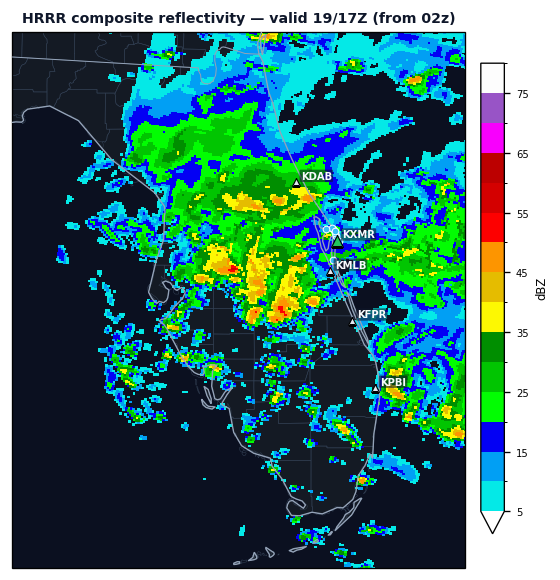 HRRR composite reflectivity — valid 19/17Z (from 02z)
KDAB
KXMR
KMLB
KFPR
KPBI
75
65
55
45
35
25
15
5
dBZ